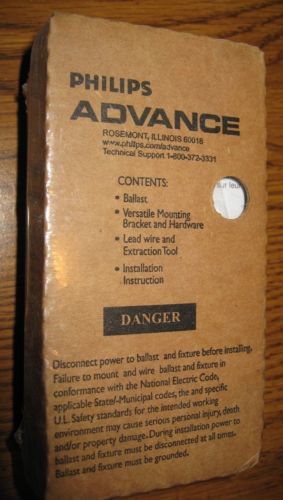 PHILIPS
ADVANCE
ROSEMONT, ILLINOIS 60018
www.philips.com/advance
Technical Support 1-800-372-3331
CONTENTS:
• Ballast
• Versatile Mounting
Bracket and Hardware
• Lead wire and
Extraction Tool
• Installation
Instruction
DANGER
Disconnect power to ballast and fixture before installing.
Failure to mount and wire ballast and fixture in
conformance with the National Electric Code,
applicable State/-Municipal codes, the and specific
U.L. Safety standards for the intended working
environment may cause serious personal injury, death
and/or property damage. During installation power to
ballast and fixture must be disconnected at all times.
Ballast and fixture must be grounded.